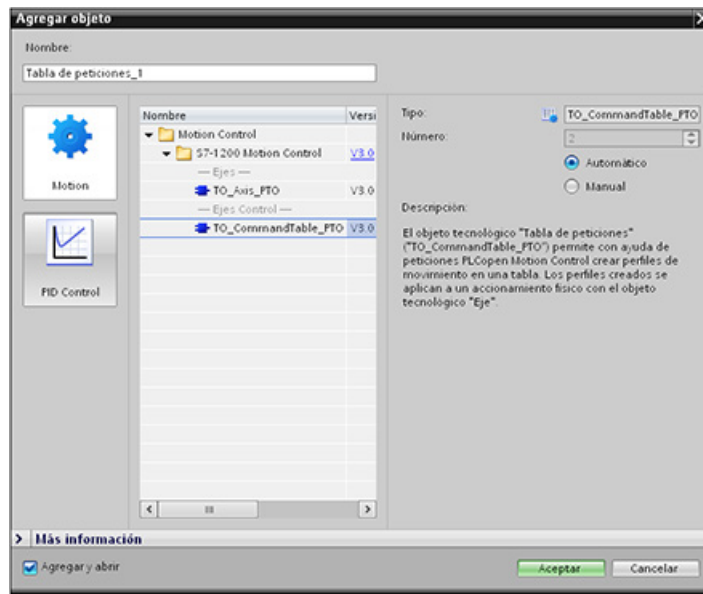 Agregar objeto
Nombre:
Tabla de peticiones_1
Motion
PID Control
Nombre Versi
Motion Control
S7-1200 Motion Control V3.0
— Ejes —
TO_Axis_PTO V3.0
— Ejes Control —
TO_CommandTable_PTO V3.0
Tipo: TO_CommandTable_PTO
Número: 2
Automático
Manual
Descripción:
El objeto tecnológico "Tabla de peticiones"
("TO_CommandTable_PTO") permite con ayuda de
peticiones PLCopen Motion Control crear perfiles de
movimiento en una tabla. Los perfiles creados se
aplican a un accionamiento físico con el objeto
tecnológico "Eje".
Más información
Agregar y abrir
Aceptar Cancelar